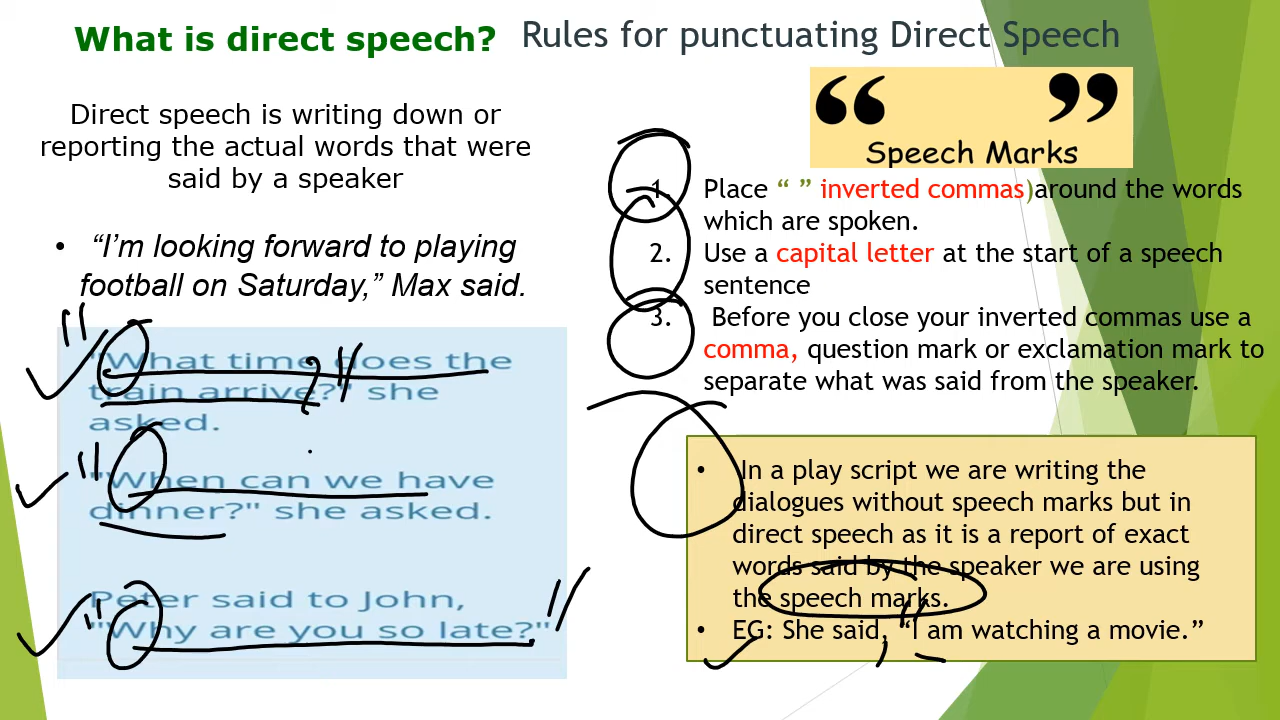 What is direct speech?
Direct speech is writing down or
reporting the actual words that were
said by a speaker
• “I’m looking forward to playing
football on Saturday,” Max said.
"What time does the
train arrive?" she
asked.
"When can we have
dinner?" she asked.
Peter said to John,
"Why are you so late?"
Rules for punctuating Direct Speech
“ ”
Speech Marks
1. Place “ ” inverted commas)around the words
which are spoken.
2. Use a capital letter at the start of a speech
sentence
3. Before you close your inverted commas use a
comma, question mark or exclamation mark to
separate what was said from the speaker.
• In a play script we are writing the
dialogues without speech marks but in
direct speech as it is a report of exact
words said by the speaker we are using
the speech marks.
• EG: She said, “I am watching a movie.”